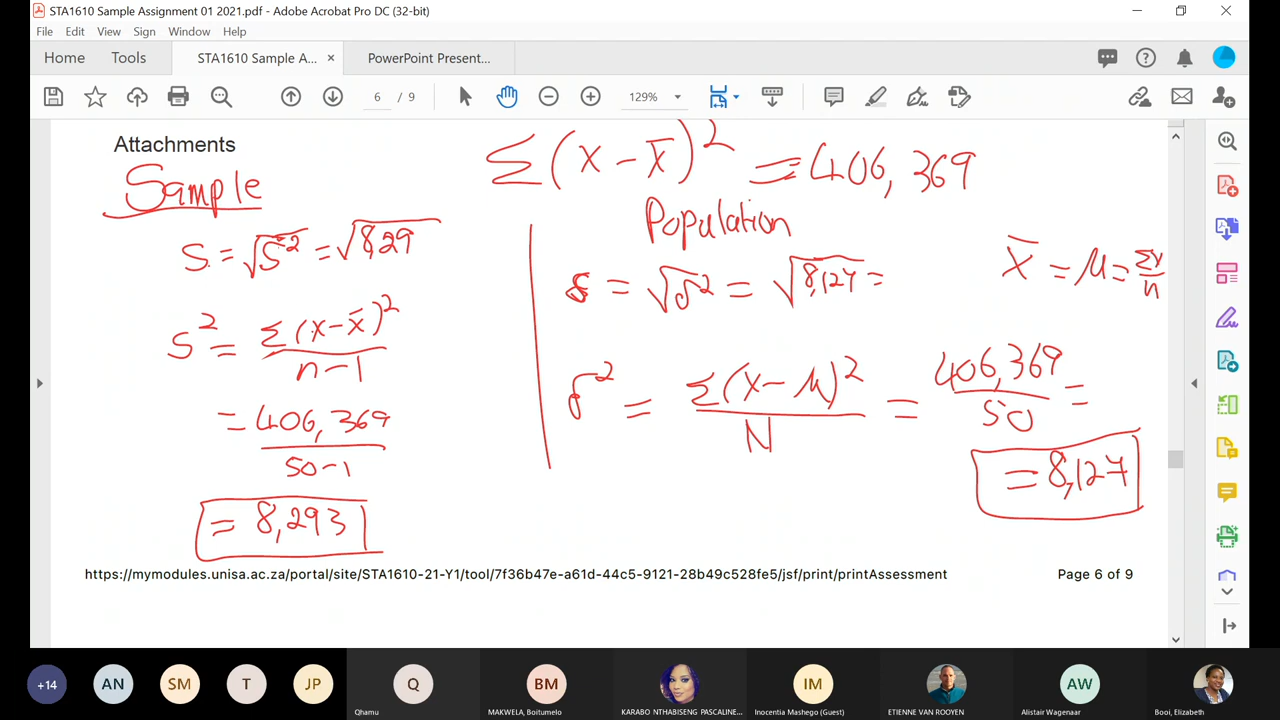 STA1610 Sample Assignment 01 2021.pdf - Adobe Acrobat Pro DC (32-bit)
File Edit View Sign Window Help
Home Tools STA1610 Sample A... × PowerPoint Present...
6 / 9 129%
Attachments
Σ(x-x̄)² = 406,369
Sample
Population
S = √S² = √8,29
σ = √σ² = √8,127 =
x̄ = μ = Σx/n
S² = Σ(x-x̄)²/n-1
σ² = Σ(x-μ)²/N = 406,369/50 =
= 406,369/50-1
= 8,127
= 8,293
https://mymodules.unisa.ac.za/portal/site/STA1610-21-Y1/tool/7f36b47e-a61d-44c5-9121-28b49c528fe5/jsf/print/printAssessment Page 6 of 9
+14 AN SM T JP Q BM IM AW
Qhamu MAKWELA, Boitumelo KARABO NTHABISENG PASCALINE... Inocentia Mashego (Guest) ETIENNE VAN ROOYEN Alistair Wagenaar Booi, Elizabeth